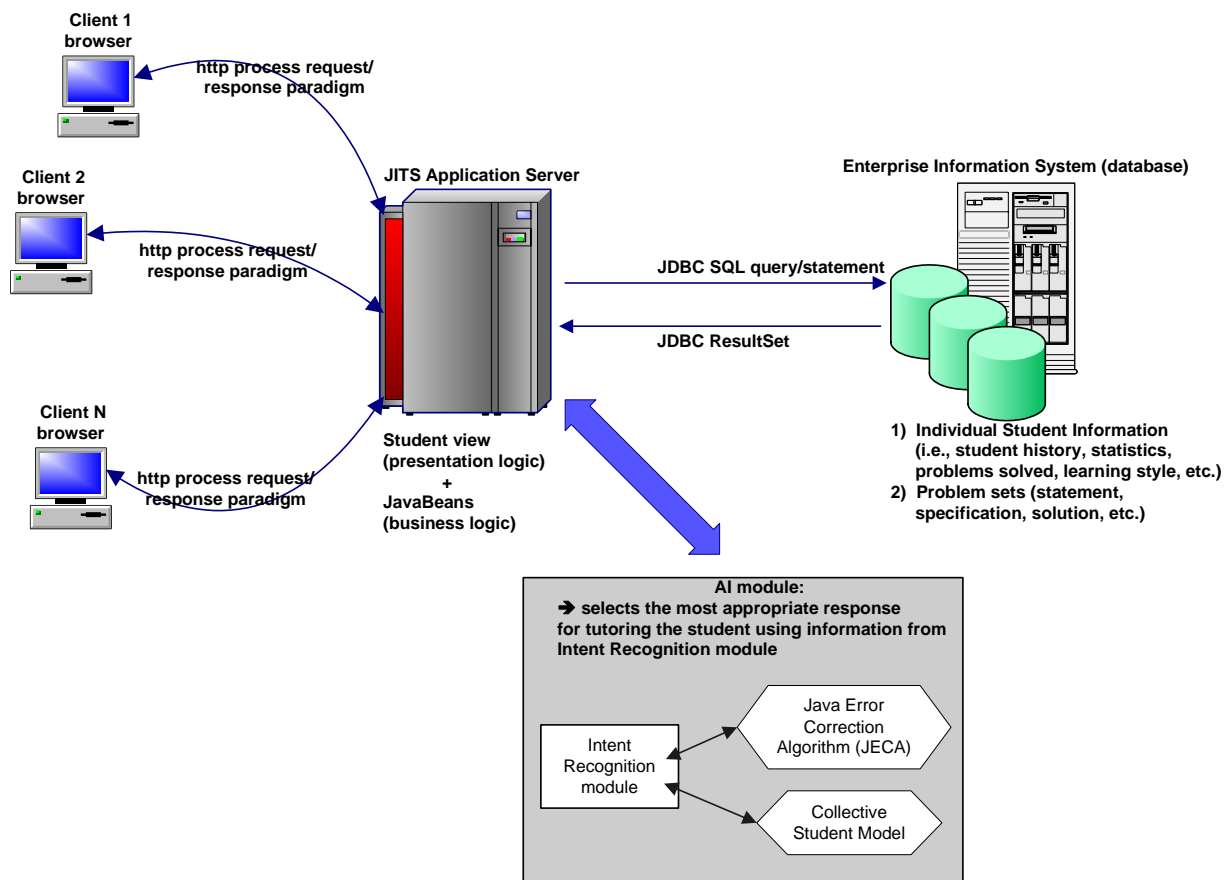 Client 1
browser
http process request/
response paradigm
Client 2
browser
http process request/
response paradigm
Client N
browser
http process request/
response paradigm
JITS Application Server
Student view
(presentation logic)
+
JavaBeans
(business logic)
JDBC SQL query/statement
JDBC ResultSet
Enterprise Information System (database)
1) Individual Student Information
(i.e., student history, statistics,
problems solved, learning style, etc.)
2) Problem sets (statement,
specification, solution, etc.)
AI module:
➔ selects the most appropriate response
for tutoring the student using information from
Intent Recognition module
Intent
Recognition
module
Java Error
Correction
Algorithm (JECA)
Collective
Student Model